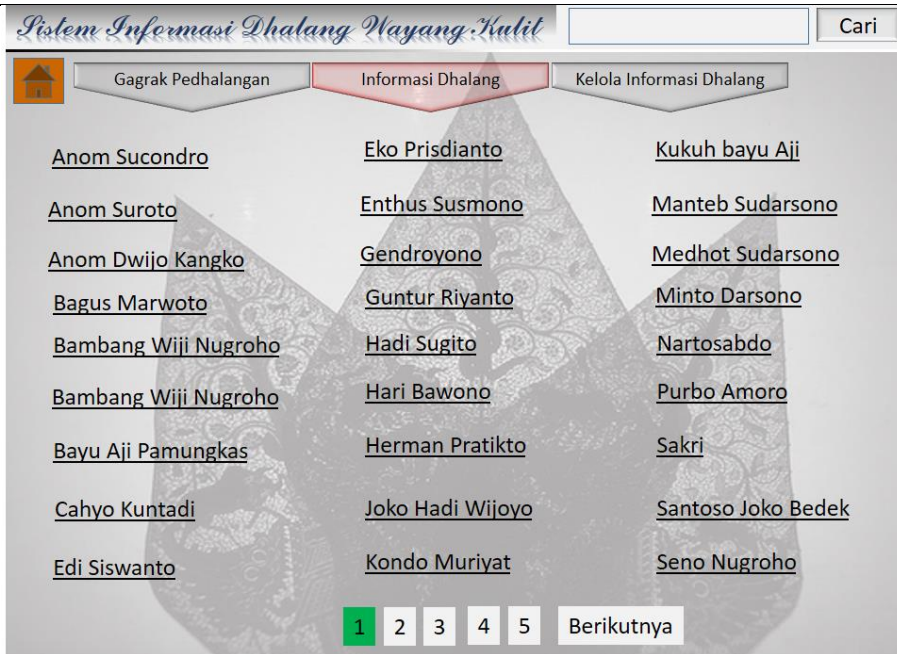 Sistem Informasi Dhalang Wayang Kulit
Cari
Gagrak Pedhalangan
Informasi Dhalang
Kelola Informasi Dhalang
Anom Sucondro
Anom Suroto
Anom Dwijo Kangko
Bagus Marwoto
Bambang Wiji Nugroho
Bambang Wiji Nugroho
Bayu Aji Pamungkas
Cahyo Kuntadi
Edi Siswanto
Eko Prisdianto
Enthus Susmono
Gendroyono
Guntur Riyanto
Hadi Sugito
Hari Bawono
Herman Pratikto
Joko Hadi Wijoyo
Kondo Muriyat
Kukuh bayu Aji
Manteb Sudarsono
Medhot Sudarsono
Minto Darsono
Nartosabdo
Purbo Amoro
Sakri
Santoso Joko Bedek
Seno Nugroho
1 2 3 4 5 Berikutnya